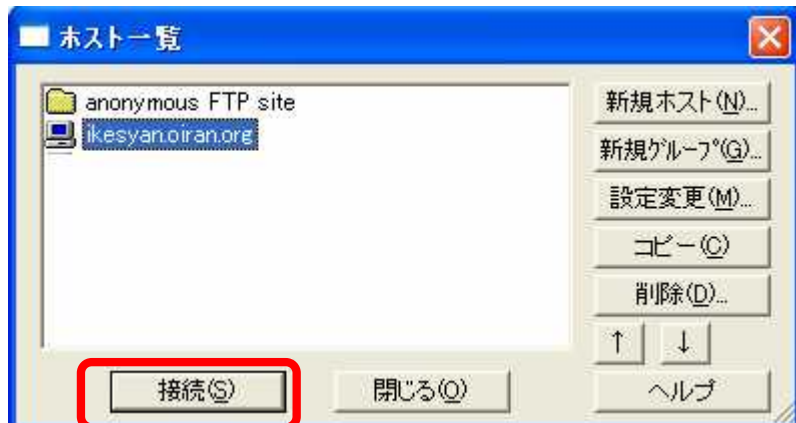 ホスト一覧
anonymous FTP site
ikesyan.oiran.org
新規ホスト(N)...
新規グループ(G)...
設定変更(M)...
コピー(C)
削除(D)...
↑ ↓
接続(S) 閉じる(O) ヘルプ